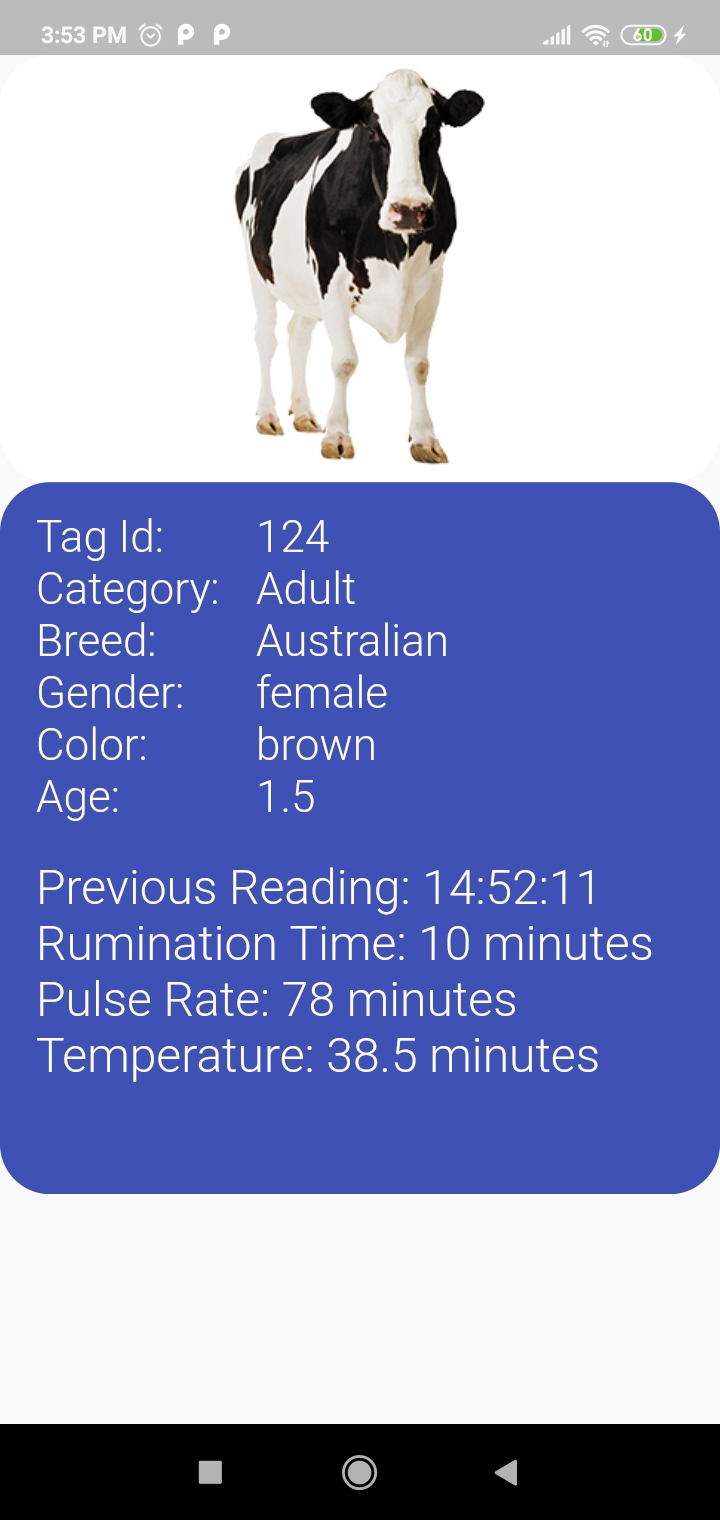 3:53 PM
60
Tag Id: 124
Category: Adult
Breed: Australian
Gender: female
Color: brown
Age: 1.5
Previous Reading: 14:52:11
Rumination Time: 10 minutes
Pulse Rate: 78 minutes
Temperature: 38.5 minutes